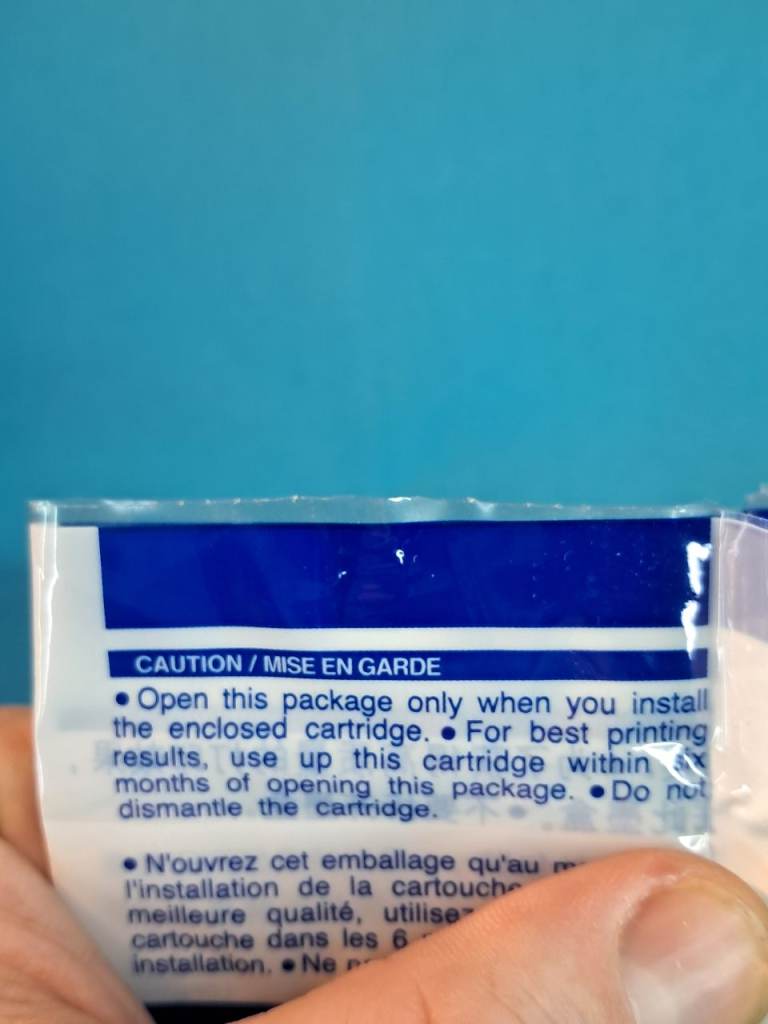 CAUTION / MISE EN GARDE
• Open this package only when you install
the enclosed cartridge. • For best printing
results, use up this cartridge within six
months of opening this package. • Do not
dismantle the cartridge.
• N'ouvrez cet emballage qu'au
l'installation de la cartouche
meilleure qualité, utilisez
cartouche dans les 6
installation. • Ne